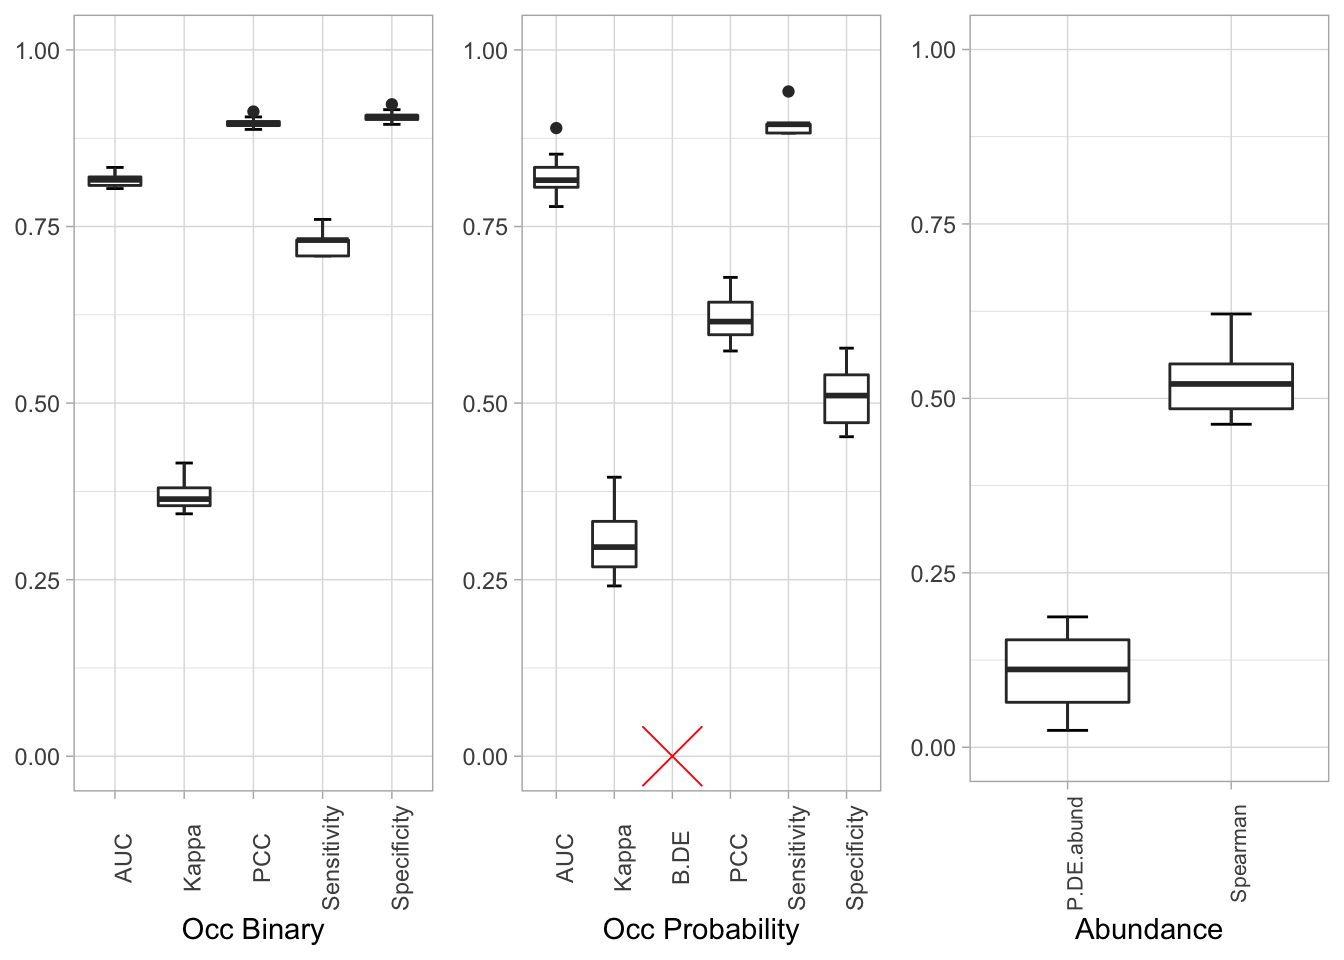 1.00
0.75
0.50
0.25
0.00
AUC
Kappa
PCC
Sensitivity
Specificity
Occ Binary
1.00
0.75
0.50
0.25
0.00
AUC
Kappa
B.DE
PCC
Sensitivity
Specificity
Occ Probability
1.00
0.75
0.50
0.25
0.00
P.DE.abund
Spearman
Abundance